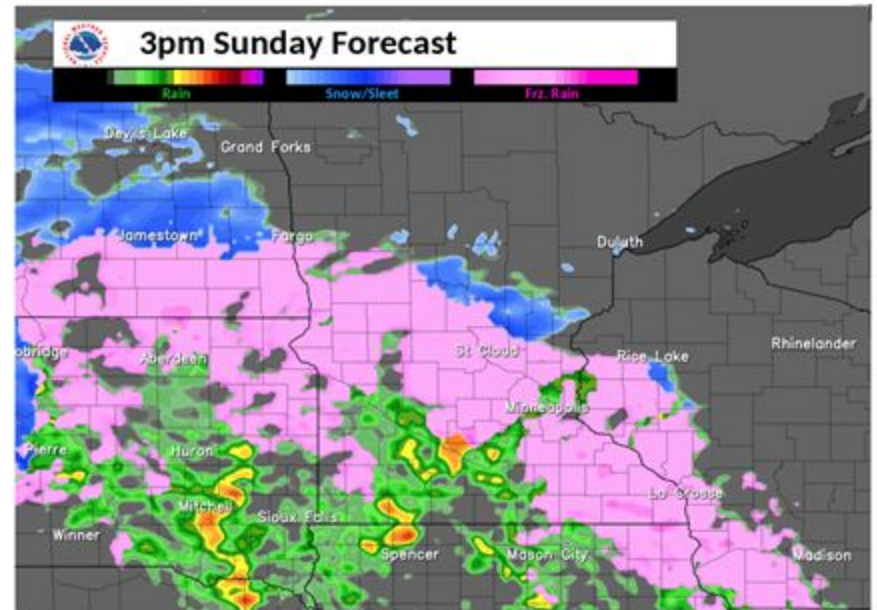 3pm Sunday Forecast
Rain
Snow/Sleet
Frz. Rain
Devils Lake
Grand Forks
Jamestown
Fargo
Duluth
obridge
Aberdeen
St Cloud
Rice Lake
Rhinelander
Minneapolis
Pierre
Huron
La Crosse
Mitchell
Sioux Falls
Winner
Spencer
Mason City
Madison